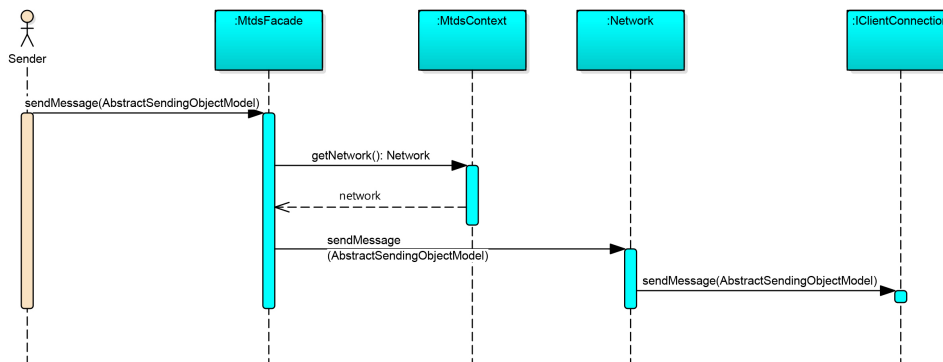 :MtdsFacade
:MtdsContext
:Network
:IClientConnection
Sender
sendMessage(AbstractSendingObjectModel)
getNetwork(): Network
network
sendMessage
(AbstractSendingObjectModel)
sendMessage(AbstractSendingObjectModel)